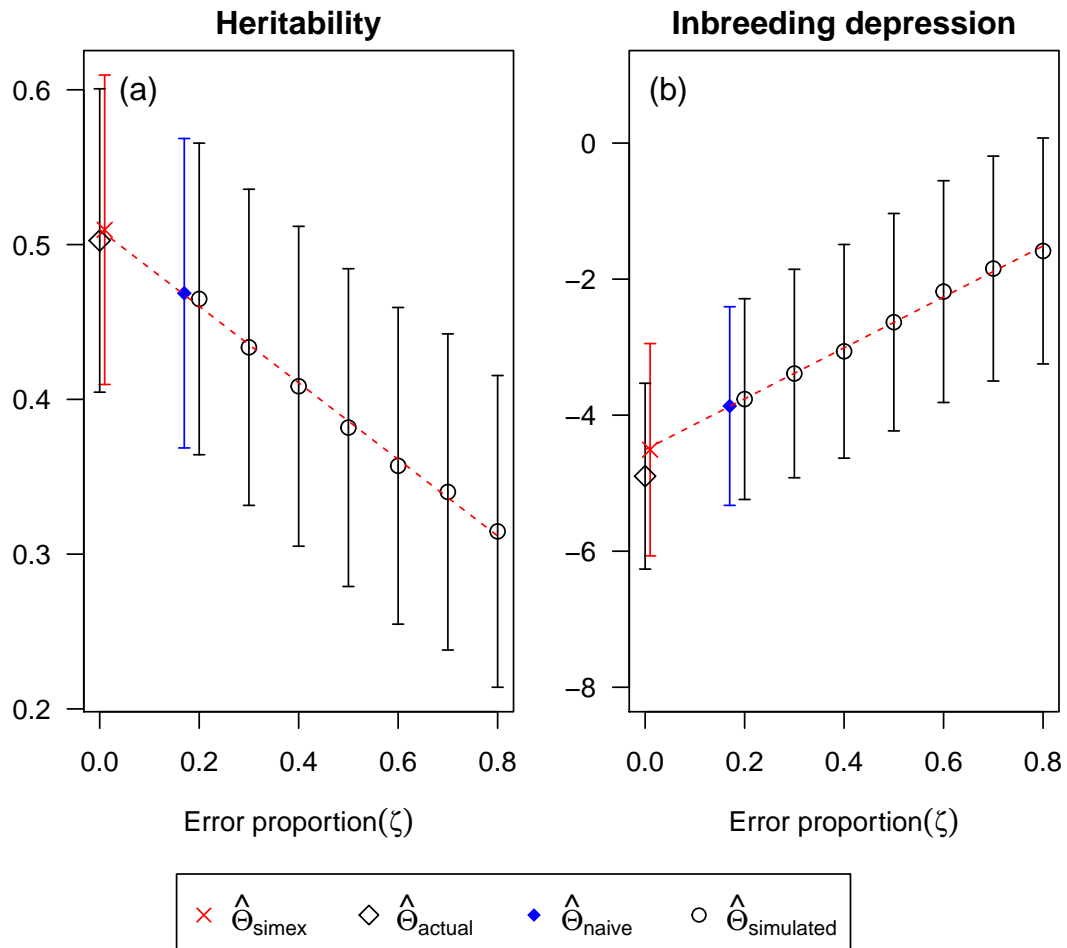 Heritability
(a)
0.6
0.5
0.4
0.3
0.2
0.0 0.2 0.4 0.6 0.8
Error proportion(ζ)
Inbreeding depression
(b)
0
−2
−4
−6
−8
0.0 0.2 0.4 0.6 0.8
Error proportion(ζ)
Θ̂simex Θ̂actual Θ̂naive Θ̂simulated